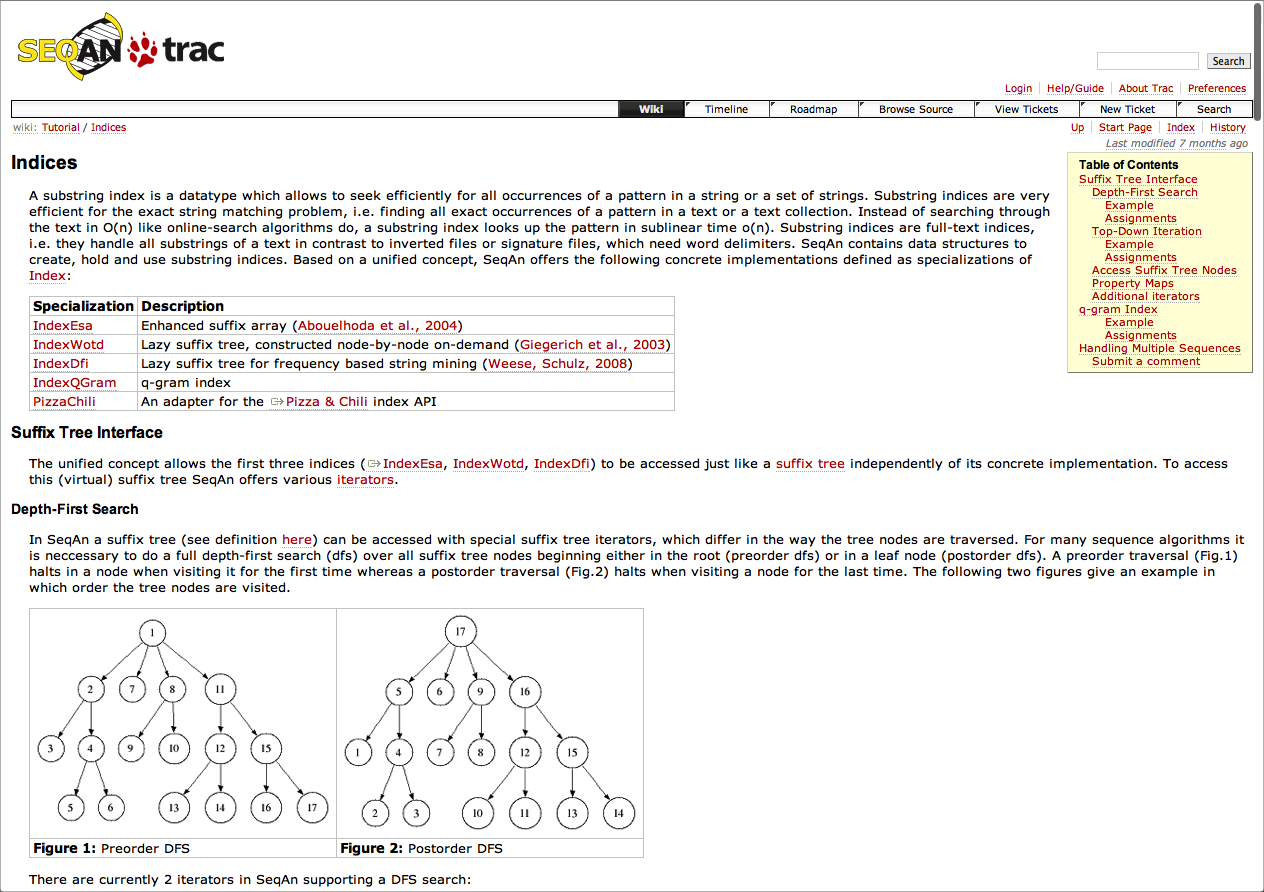 SEQAN trac
Search
Login Help/Guide About Trac Preferences
Wiki Timeline Roadmap Browse Source View Tickets New Ticket Search
wiki: Tutorial / Indices
Up Start Page Index History
Last modified 7 months ago
Indices
A substring index is a datatype which allows to seek efficiently for all occurrences of a pattern in a string or a set of strings. Substring indices are very
efficient for the exact string matching problem, i.e. finding all exact occurrences of a pattern in a text or a text collection. Instead of searching through
the text in O(n) like online-search algorithms do, a substring index looks up the pattern in sublinear time o(n). Substring indices are full-text indices,
i.e. they handle all substrings of a text in contrast to inverted files or signature files, which need word delimiters. SeqAn contains data structures to
create, hold and use substring indices. Based on a unified concept, SeqAn offers the following concrete implementations defined as specializations of
Index:
Table of Contents
Suffix Tree Interface
Depth-First Search
Example
Assignments
Top-Down Iteration
Example
Assignments
Access Suffix Tree Nodes
Property Maps
Additional iterators
q-gram Index
Example
Assignments
Handling Multiple Sequences
Submit a comment
Specialization Description
IndexEsa Enhanced suffix array (Abouelhoda et al., 2004)
IndexWotd Lazy suffix tree, constructed node-by-node on-demand (Giegerich et al., 2003)
IndexDfi Lazy suffix tree for frequency based string mining (Weese, Schulz, 2008)
IndexQGram q-gram index
PizzaChili An adapter for the Pizza & Chili index API
Suffix Tree Interface
The unified concept allows the first three indices (IndexEsa, IndexWotd, IndexDfi) to be accessed just like a suffix tree independently of its concrete implementation. To access
this (virtual) suffix tree SeqAn offers various iterators.
Depth-First Search
In SeqAn a suffix tree (see definition here) can be accessed with special suffix tree iterators, which differ in the way the tree nodes are traversed. For many sequence algorithms it
is neccessary to do a full depth-first search (dfs) over all suffix tree nodes beginning either in the root (preorder dfs) or in a leaf node (postorder dfs). A preorder traversal (Fig.1)
halts in a node when visiting it for the first time whereas a postorder traversal (Fig.2) halts when visiting a node for the last time. The following two figures give an example in
which order the tree nodes are visited.
1
2 7 8 11
3 4 9 10 12 15
5 6 13 14 16 17
Figure 1: Preorder DFS
17
5 6 9 16
1 4 7 8 12 15
2 3 10 11 13 14
Figure 2: Postorder DFS
There are currently 2 iterators in SeqAn supporting a DFS search: